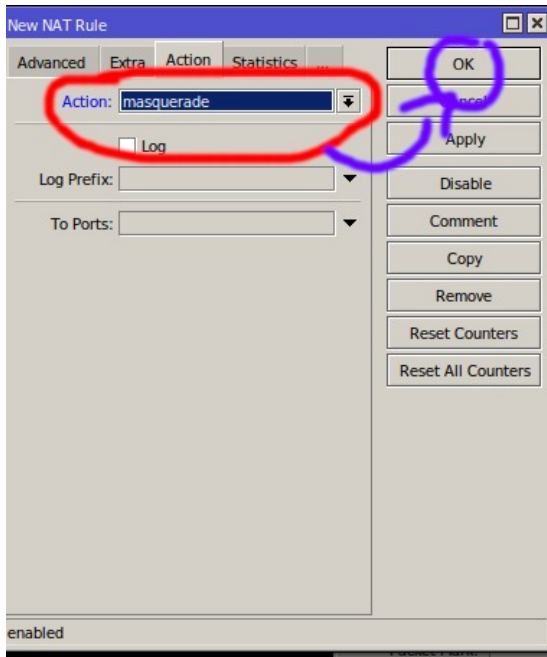 New NAT Rule
Advanced Extra Action Statistics ...
Action: masquerade
Log
Log Prefix:
To Ports:
OK
Cancel
Apply
Disable
Comment
Copy
Remove
Reset Counters
Reset All Counters
enabled